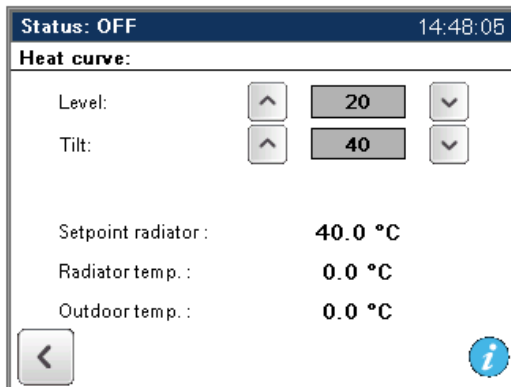 Status: OFF 14:48:05
Heat curve:
Level: 20
Tilt: 40
Setpoint radiator : 40.0 °C
Radiator temp. : 0.0 °C
Outdoor temp. : 0.0 °C
i